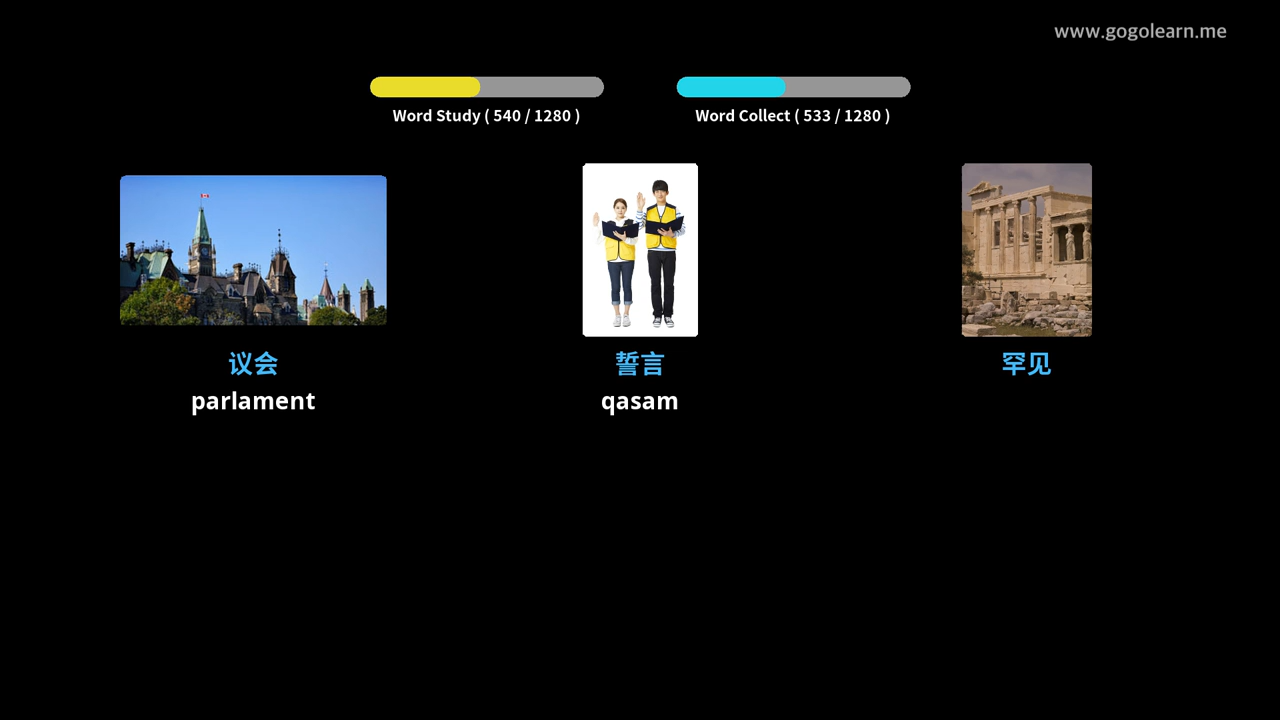 www.gogolearn.me
Word Study ( 540 / 1280 )
Word Collect ( 533 / 1280 )
议会
parlament
誓言
qasam
罕见